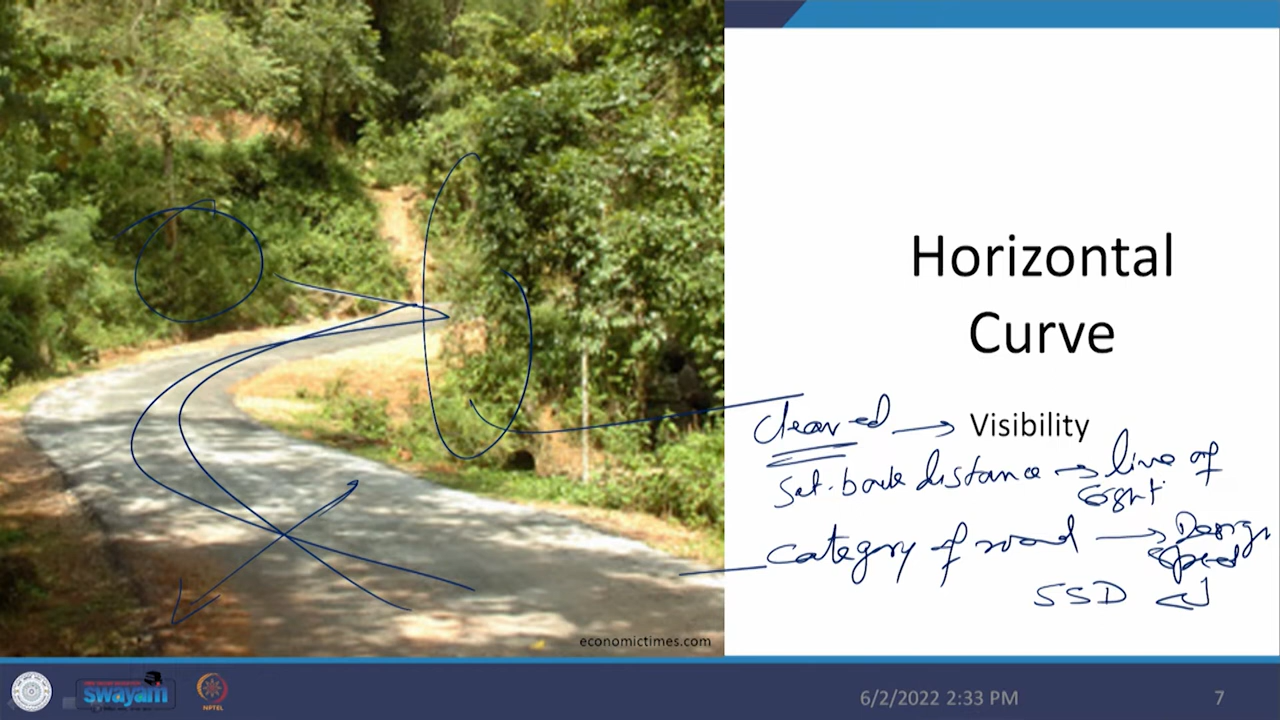 Horizontal
Curve
Cleared → Visibility
Set-back distance → line of
sight
category of road → Design
speed
SSD
economictimes.com
swayam
NPTEL
6/2/2022 2:33 PM
7